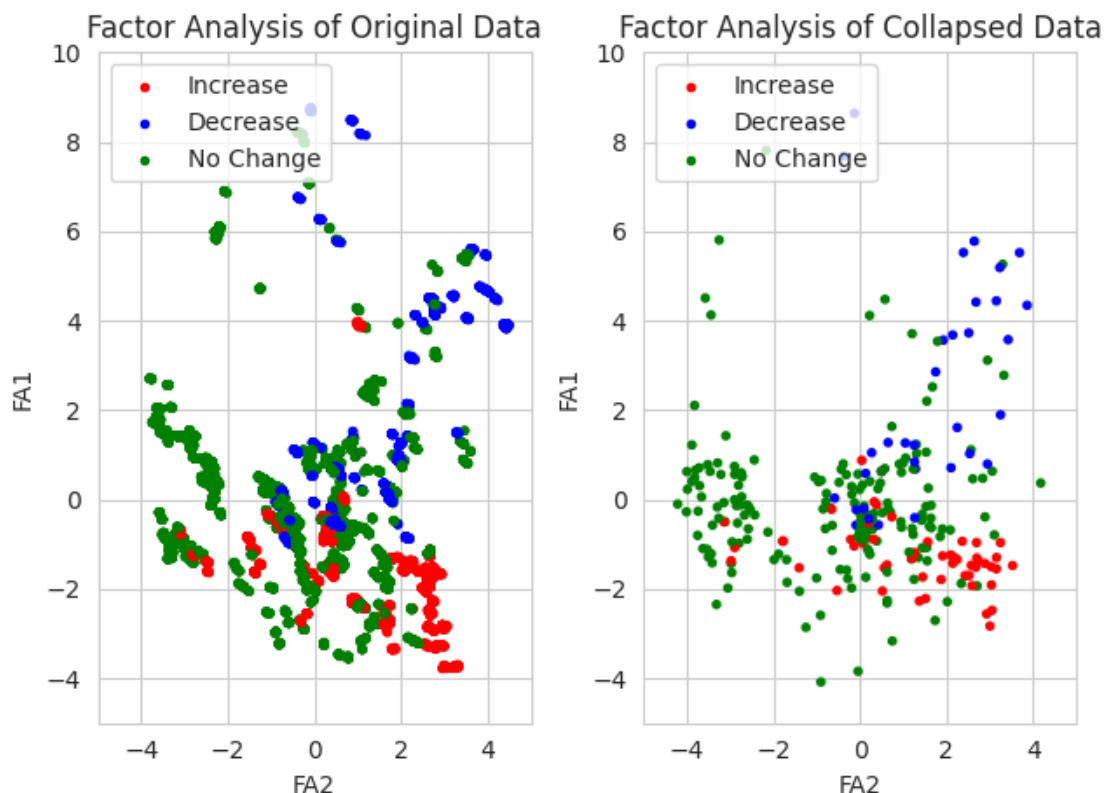 Factor Analysis of Original Data
Increase
Decrease
No Change
10
8
6
4
2
0
−2
−4
FA1
−4
−2
0
2
4
FA2
Factor Analysis of Collapsed Data
Increase
Decrease
No Change
10
8
6
4
2
0
−2
−4
FA1
−4
−2
0
2
4
FA2